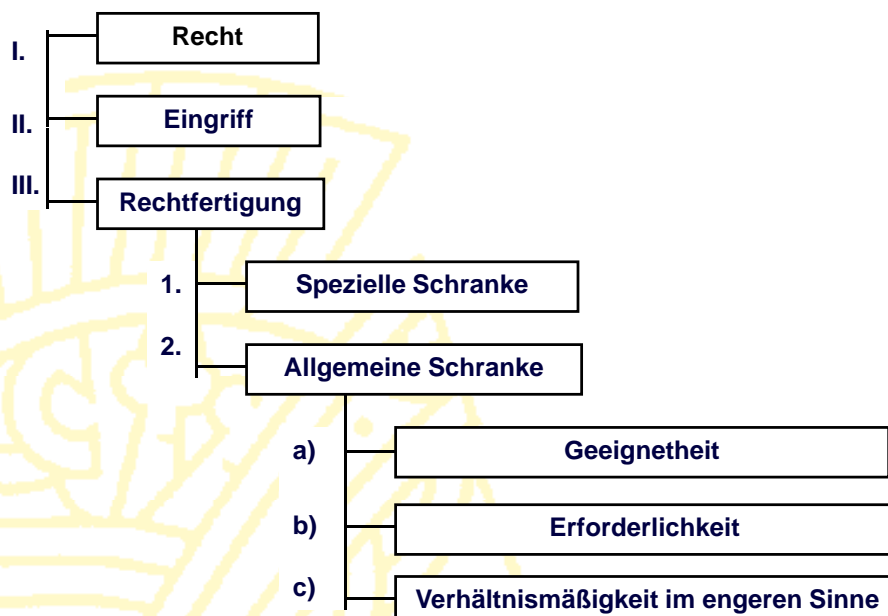 I. Recht
II. Eingriff
III. Rechtfertigung
1. Spezielle Schranke
2. Allgemeine Schranke
a) Geeignetheit
b) Erforderlichkeit
c) Verhältnismäßigkeit im engeren Sinne